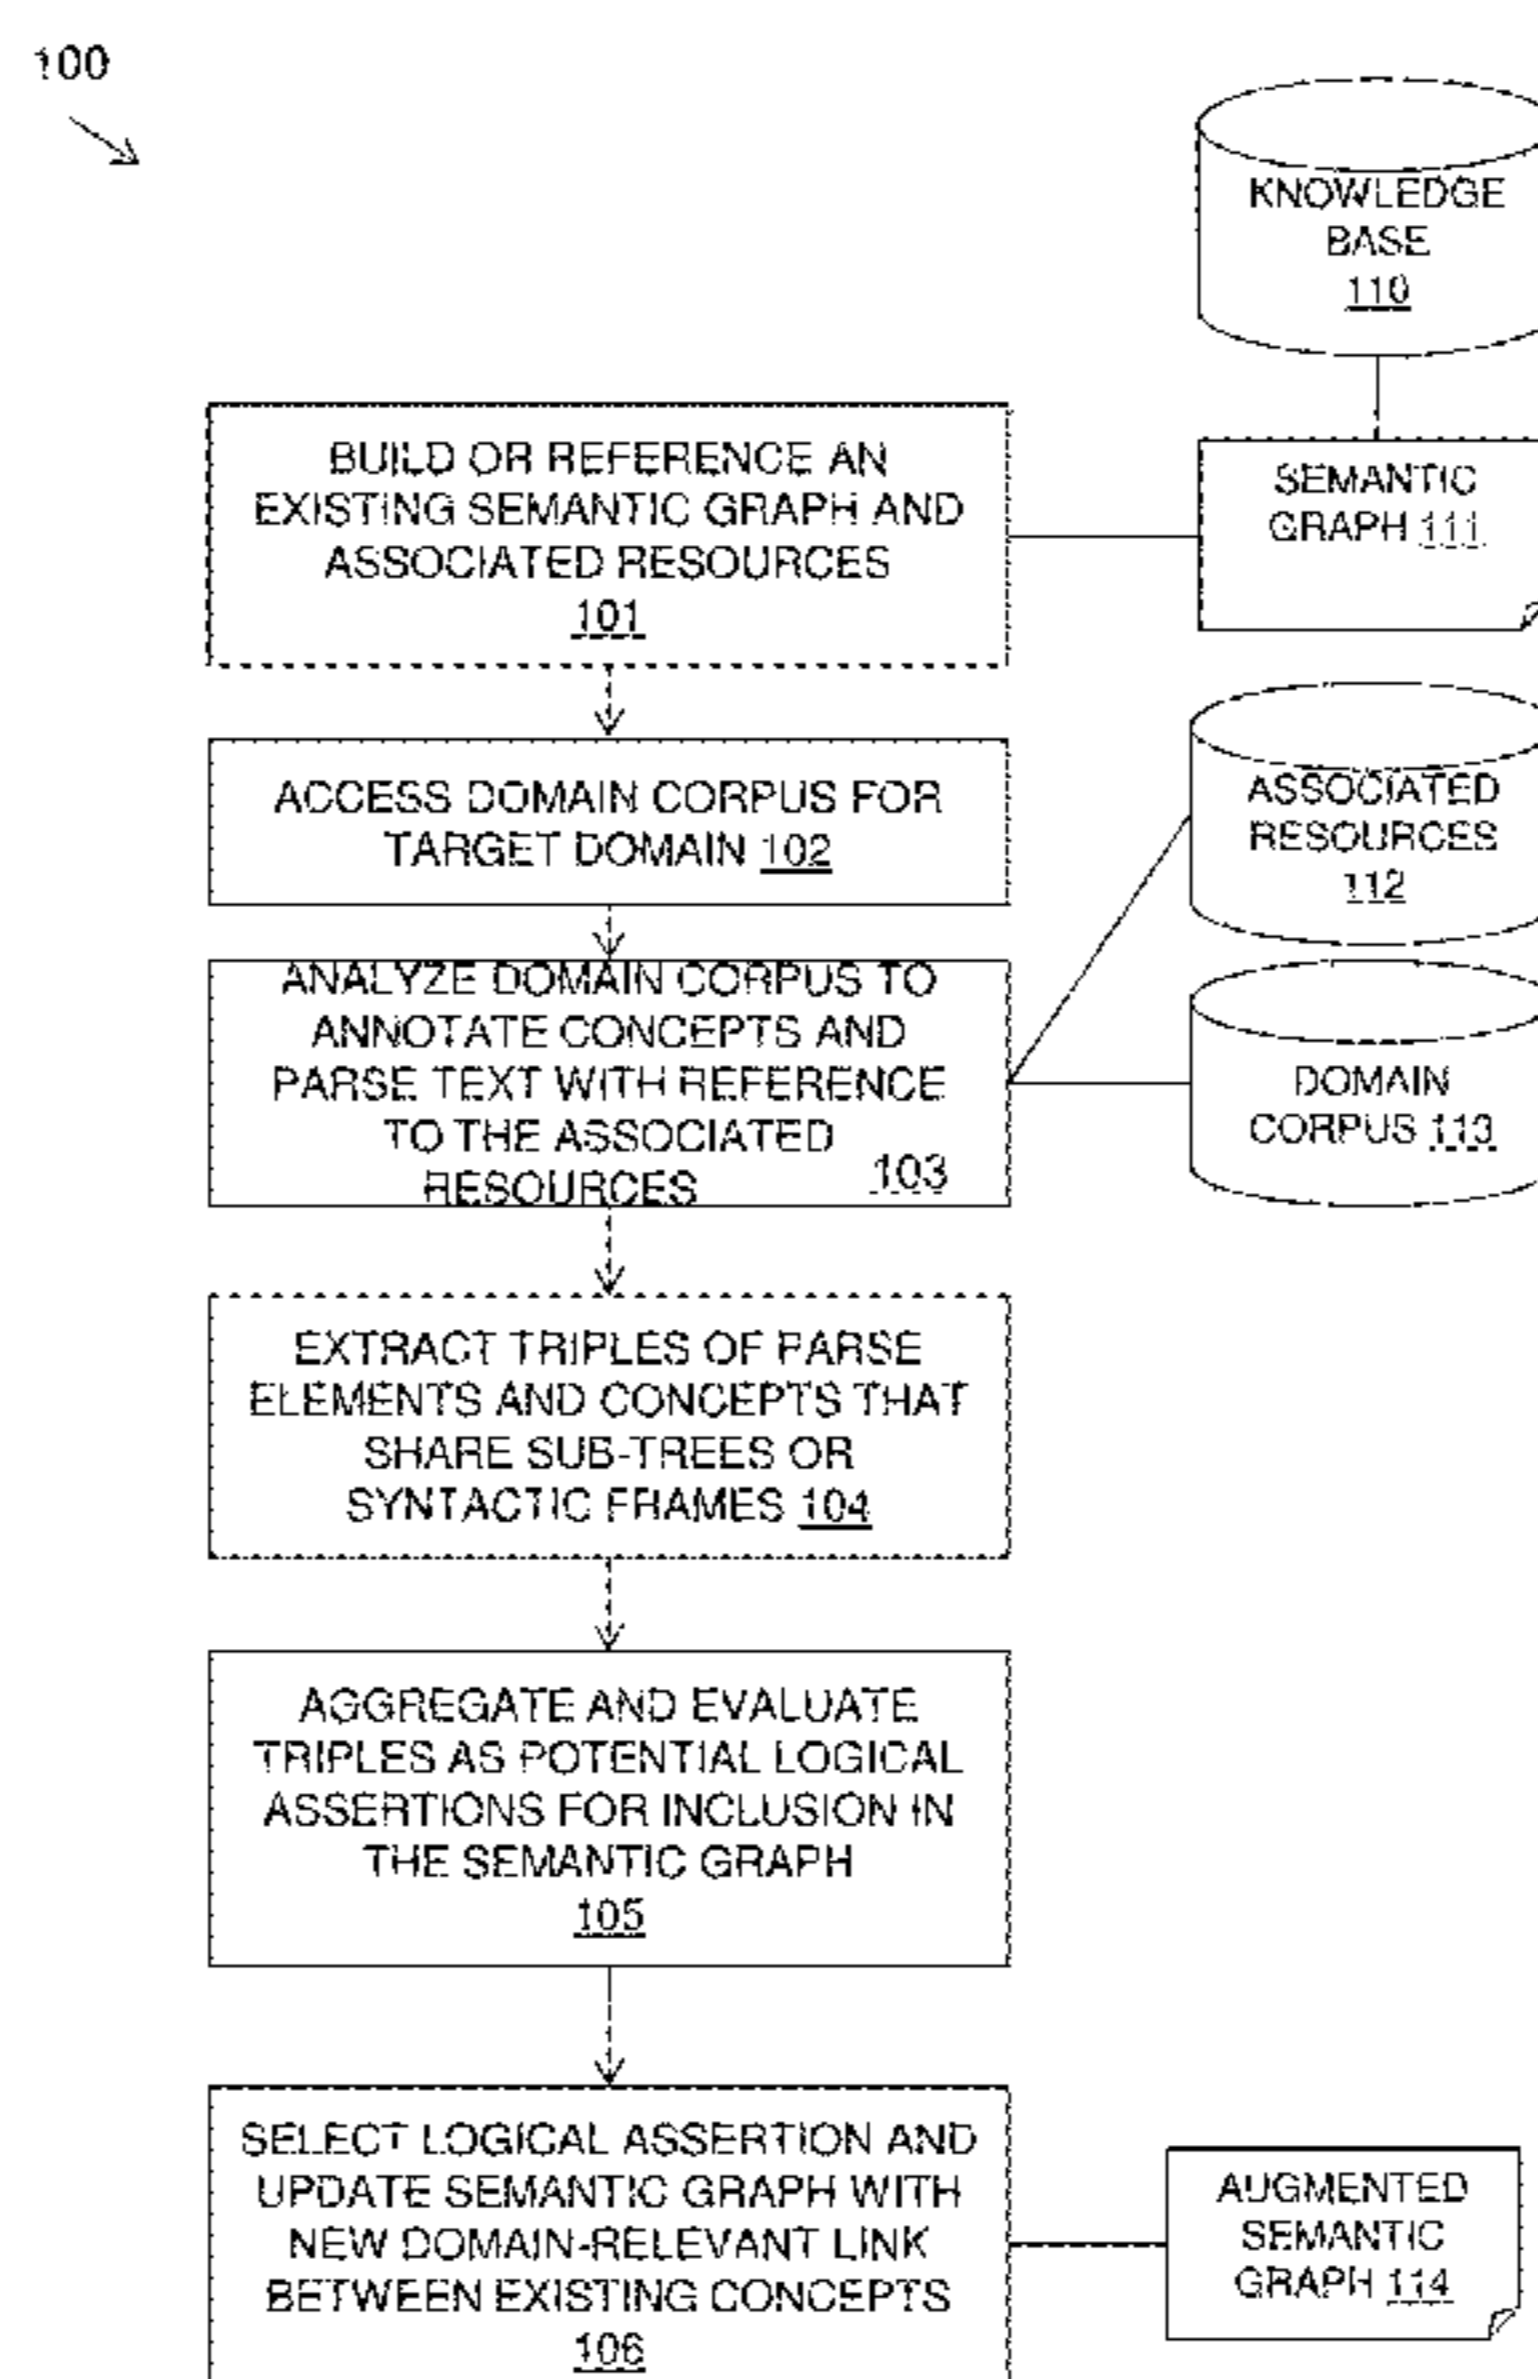 100
KNOWLEDGE
BASE
110
BUILD OR REFERENCE AN
EXISTING SEMANTIC GRAPH AND
ASSOCIATED RESOURCES
101
SEMANTIC
GRAPH 111
ACCESS DOMAIN CORPUS FOR
TARGET DOMAIN 102
ASSOCIATED
RESOURCES
112
ANALYZE DOMAIN CORPUS TO
ANNOTATE CONCEPTS AND
PARSE TEXT WITH REFERENCE
TO THE ASSOCIATED
RESOURCES 103
DOMAIN
CORPUS 113
EXTRACT TRIPLES OF PARSE
ELEMENTS AND CONCEPTS THAT
SHARE SUB-TREES OR
SYNTACTIC FRAMES 104
AGGREGATE AND EVALUATE
TRIPLES AS POTENTIAL LOGICAL
ASSERTIONS FOR INCLUSION IN
THE SEMANTIC GRAPH
105
SELECT LOGICAL ASSERTION AND
UPDATE SEMANTIC GRAPH WITH
NEW DOMAIN-RELEVANT LINK
BETWEEN EXISTING CONCEPTS
106
AUGMENTED
SEMANTIC
GRAPH 114